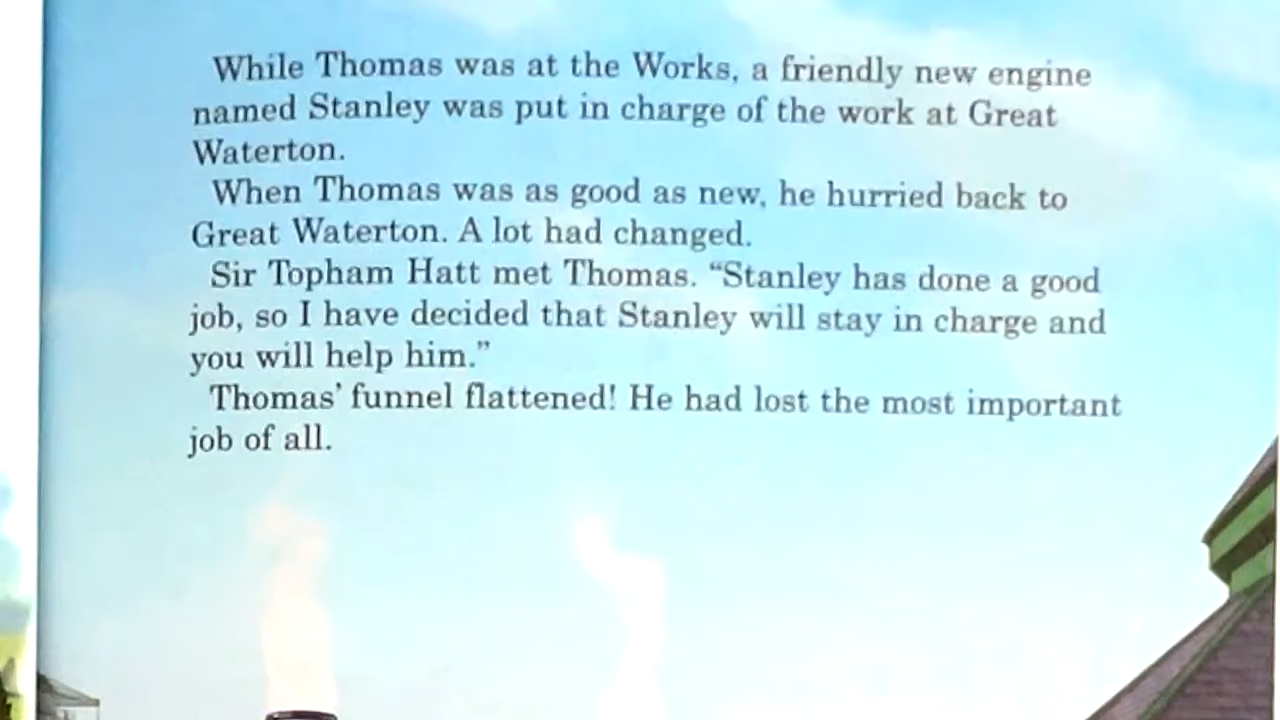 While Thomas was at the Works, a friendly new engine
named Stanley was put in charge of the work at Great
Waterton.
When Thomas was as good as new, he hurried back to
Great Waterton. A lot had changed.
Sir Topham Hatt met Thomas. “Stanley has done a good
job, so I have decided that Stanley will stay in charge and
you will help him.”
Thomas’ funnel flattened! He had lost the most important
job of all.